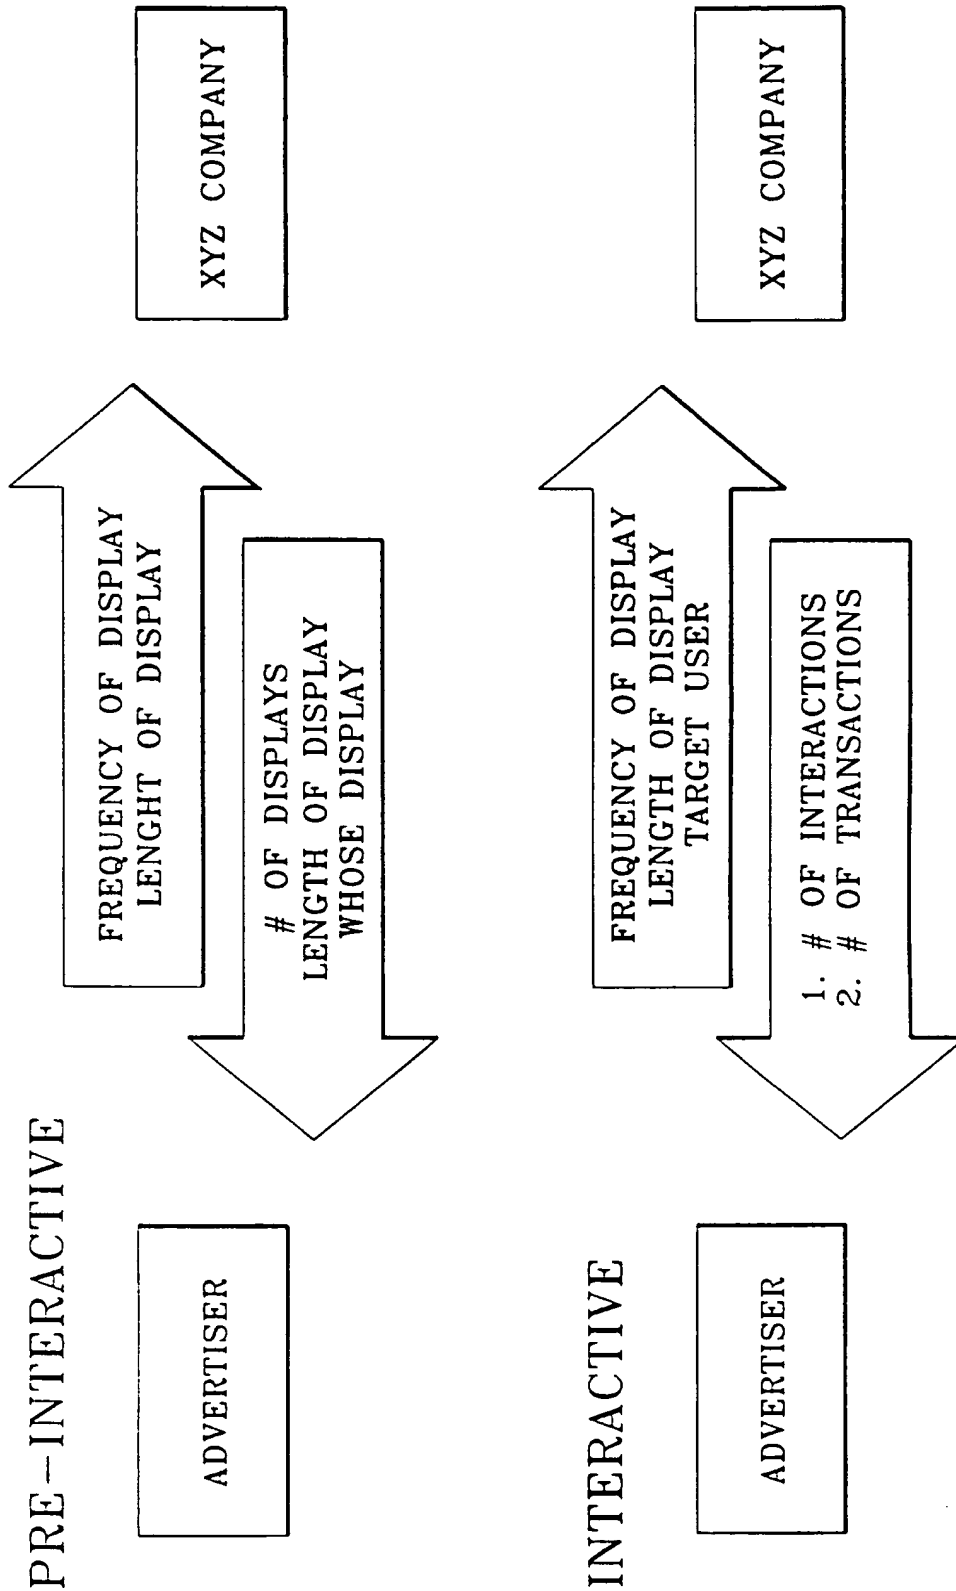 PRE-INTERACTIVE
ADVERTISER
FREQUENCY OF DISPLAY
LENGHT OF DISPLAY
# OF DISPLAYS
LENGTH OF DISPLAY
WHOSE DISPLAY
XYZ COMPANY
INTERACTIVE
ADVERTISER
FREQUENCY OF DISPLAY
LENGTH OF DISPLAY
TARGET USER
1. # OF INTERACTIONS
2. # OF TRANSACTIONS
XYZ COMPANY